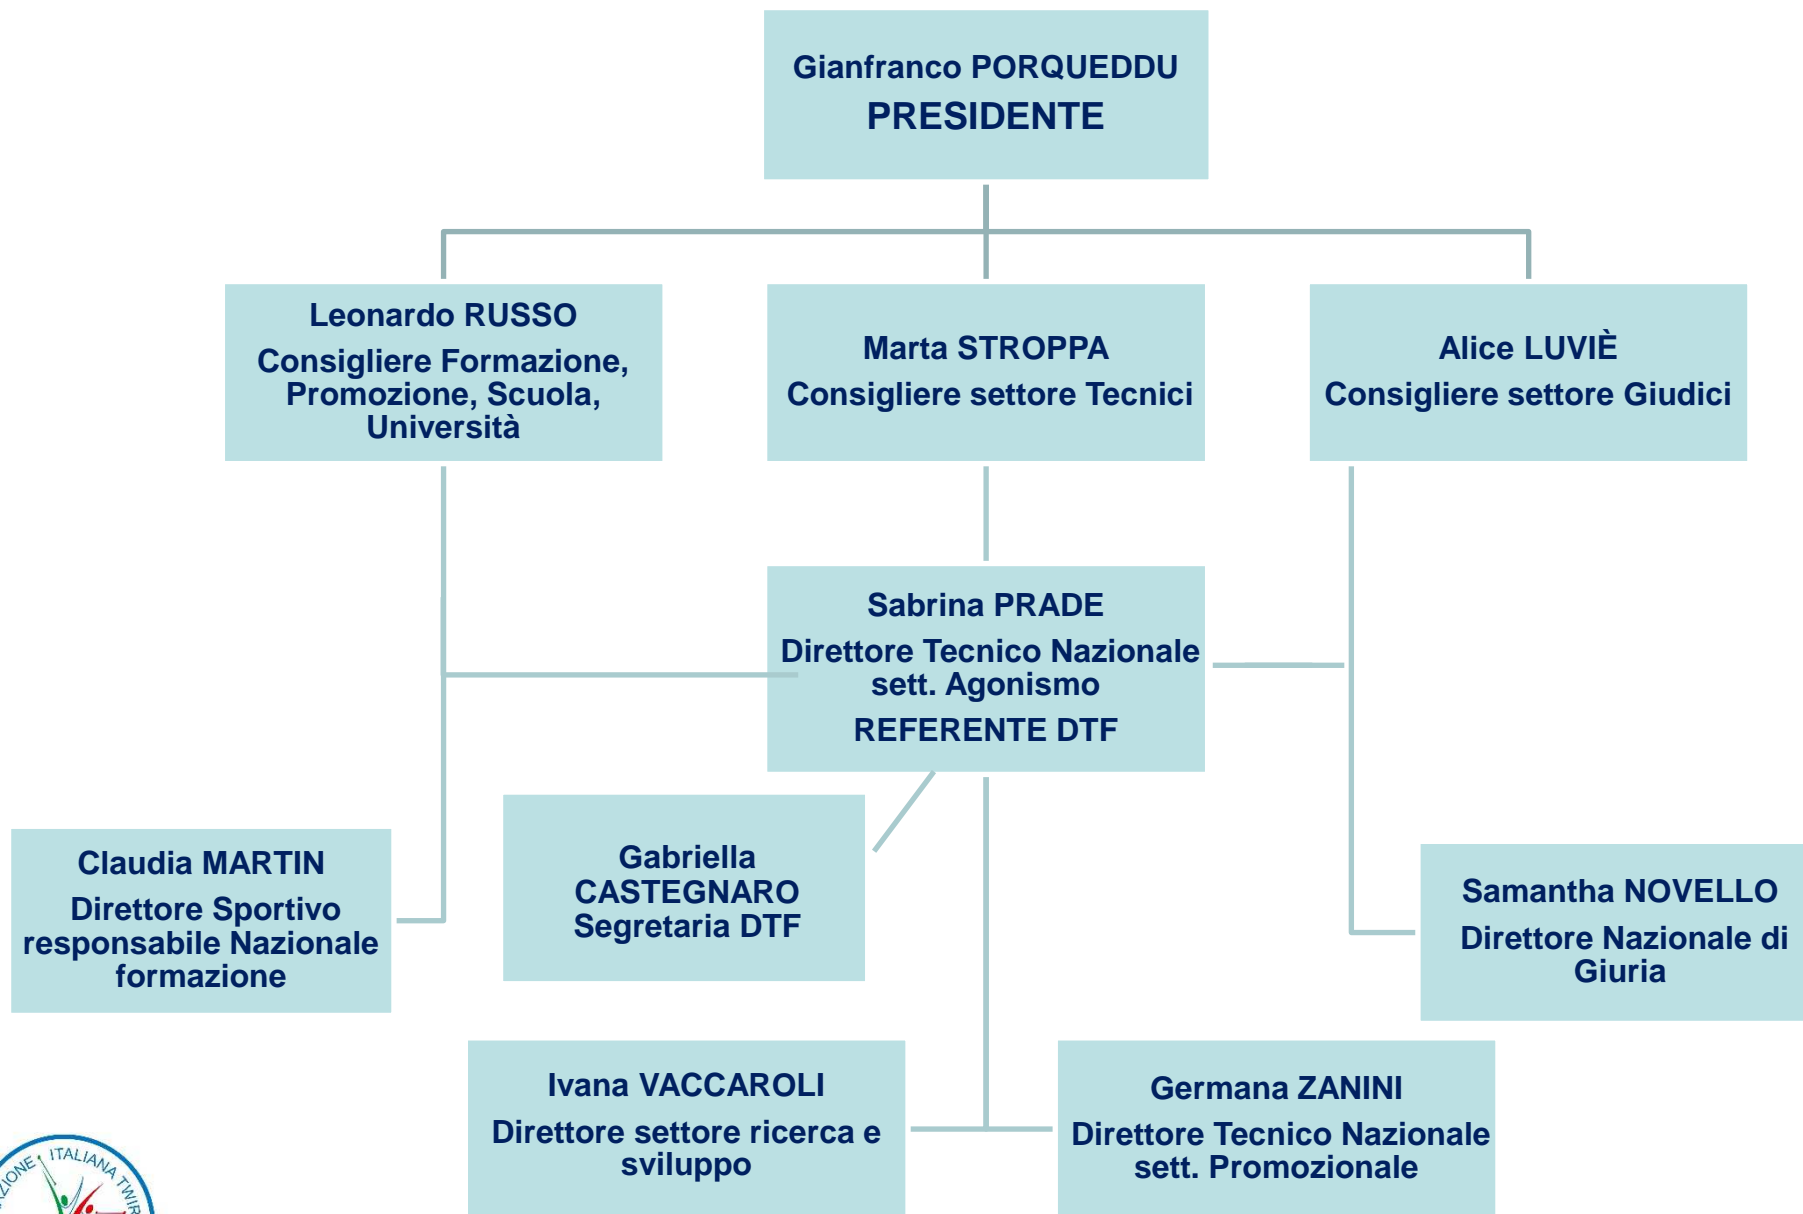 Gianfranco PORQUEDDU
PRESIDENTE
Leonardo RUSSO
Consigliere Formazione,
Promozione, Scuola,
Università
Marta STROPPA
Consigliere settore Tecnici
Alice LUVIÈ
Consigliere settore Giudici
Sabrina PRADE
Direttore Tecnico Nazionale
sett. Agonismo
REFERENTE DTF
Claudia MARTIN
Direttore Sportivo
responsabile Nazionale
formazione
Gabriella
CASTEGNARO
Segretaria DTF
Samantha NOVELLO
Direttore Nazionale di
Giuria
Ivana VACCAROLI
Direttore settore ricerca e
sviluppo
Germana ZANINI
Direttore Tecnico Nazionale
sett. Promozionale
ITALIANA